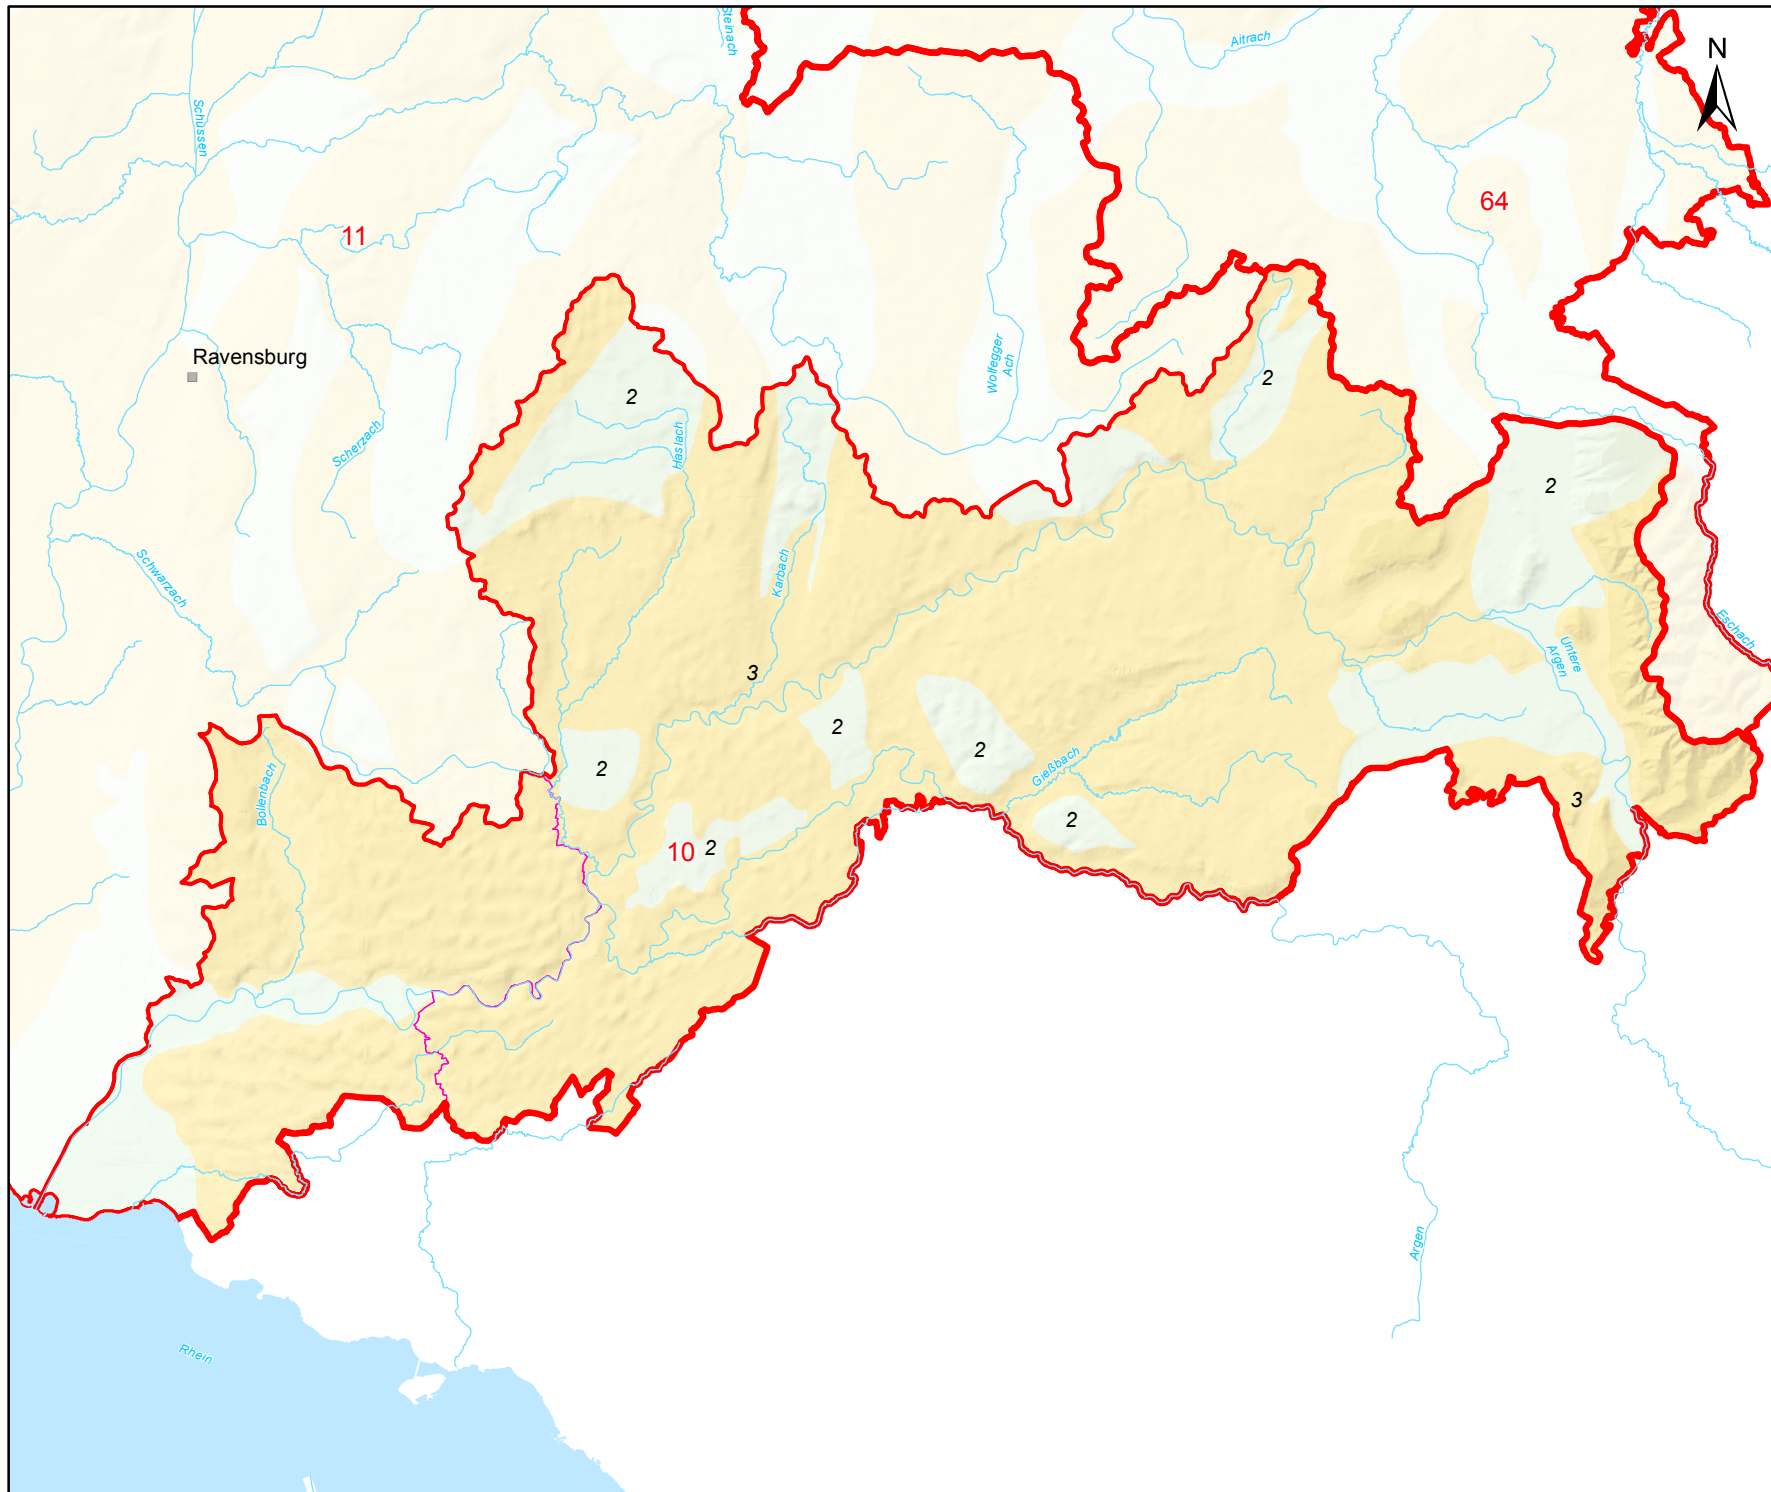 Steinach
Aitrach
N
Schussen
64
11
Ravensburg
Wolfegger
Ach
2
2
Haslach
Scherzach
2
Karbach
Schwarzach
Eschach
Untere
Argen
3
2
2
2
Gießbach
Bollenbach
3
2
10 2
Argen
Rhein